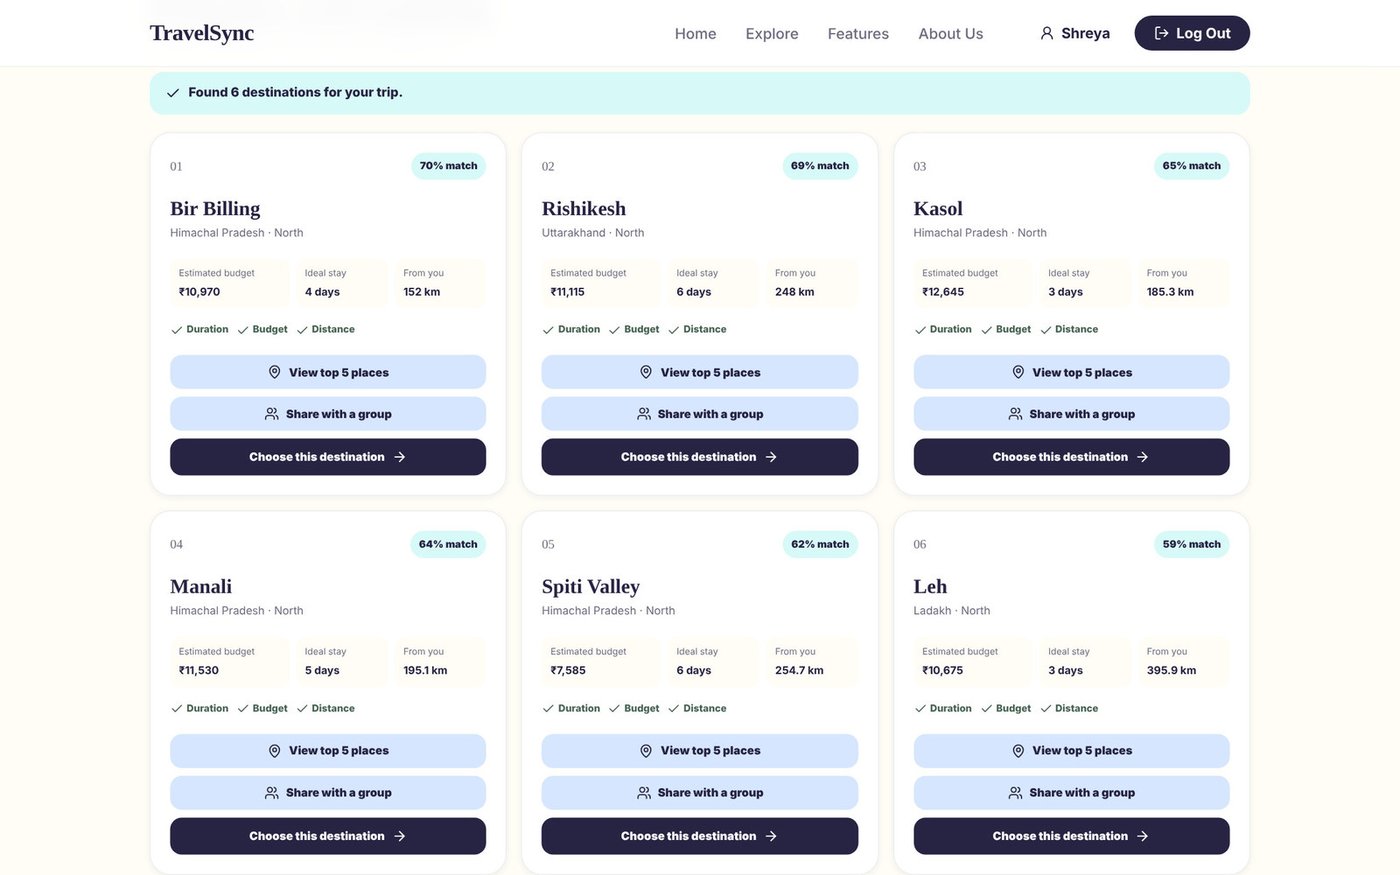 TravelSync
Home Explore Features About Us Shreya Log Out
Found 6 destinations for your trip.
01 70% match
Bir Billing
Himachal Pradesh · North
Estimated budget Ideal stay From you
₹10,970 4 days 152 km
Duration Budget Distance
View top 5 places
Share with a group
Choose this destination
02 69% match
Rishikesh
Uttarakhand · North
Estimated budget Ideal stay From you
₹11,115 6 days 248 km
Duration Budget Distance
View top 5 places
Share with a group
Choose this destination
03 65% match
Kasol
Himachal Pradesh · North
Estimated budget Ideal stay From you
₹12,645 3 days 185.3 km
Duration Budget Distance
View top 5 places
Share with a group
Choose this destination
04 64% match
Manali
Himachal Pradesh · North
Estimated budget Ideal stay From you
₹11,530 5 days 195.1 km
Duration Budget Distance
View top 5 places
Share with a group
Choose this destination
05 62% match
Spiti Valley
Himachal Pradesh · North
Estimated budget Ideal stay From you
₹7,585 6 days 254.7 km
Duration Budget Distance
View top 5 places
Share with a group
Choose this destination
06 59% match
Leh
Ladakh · North
Estimated budget Ideal stay From you
₹10,675 3 days 395.9 km
Duration Budget Distance
View top 5 places
Share with a group
Choose this destination